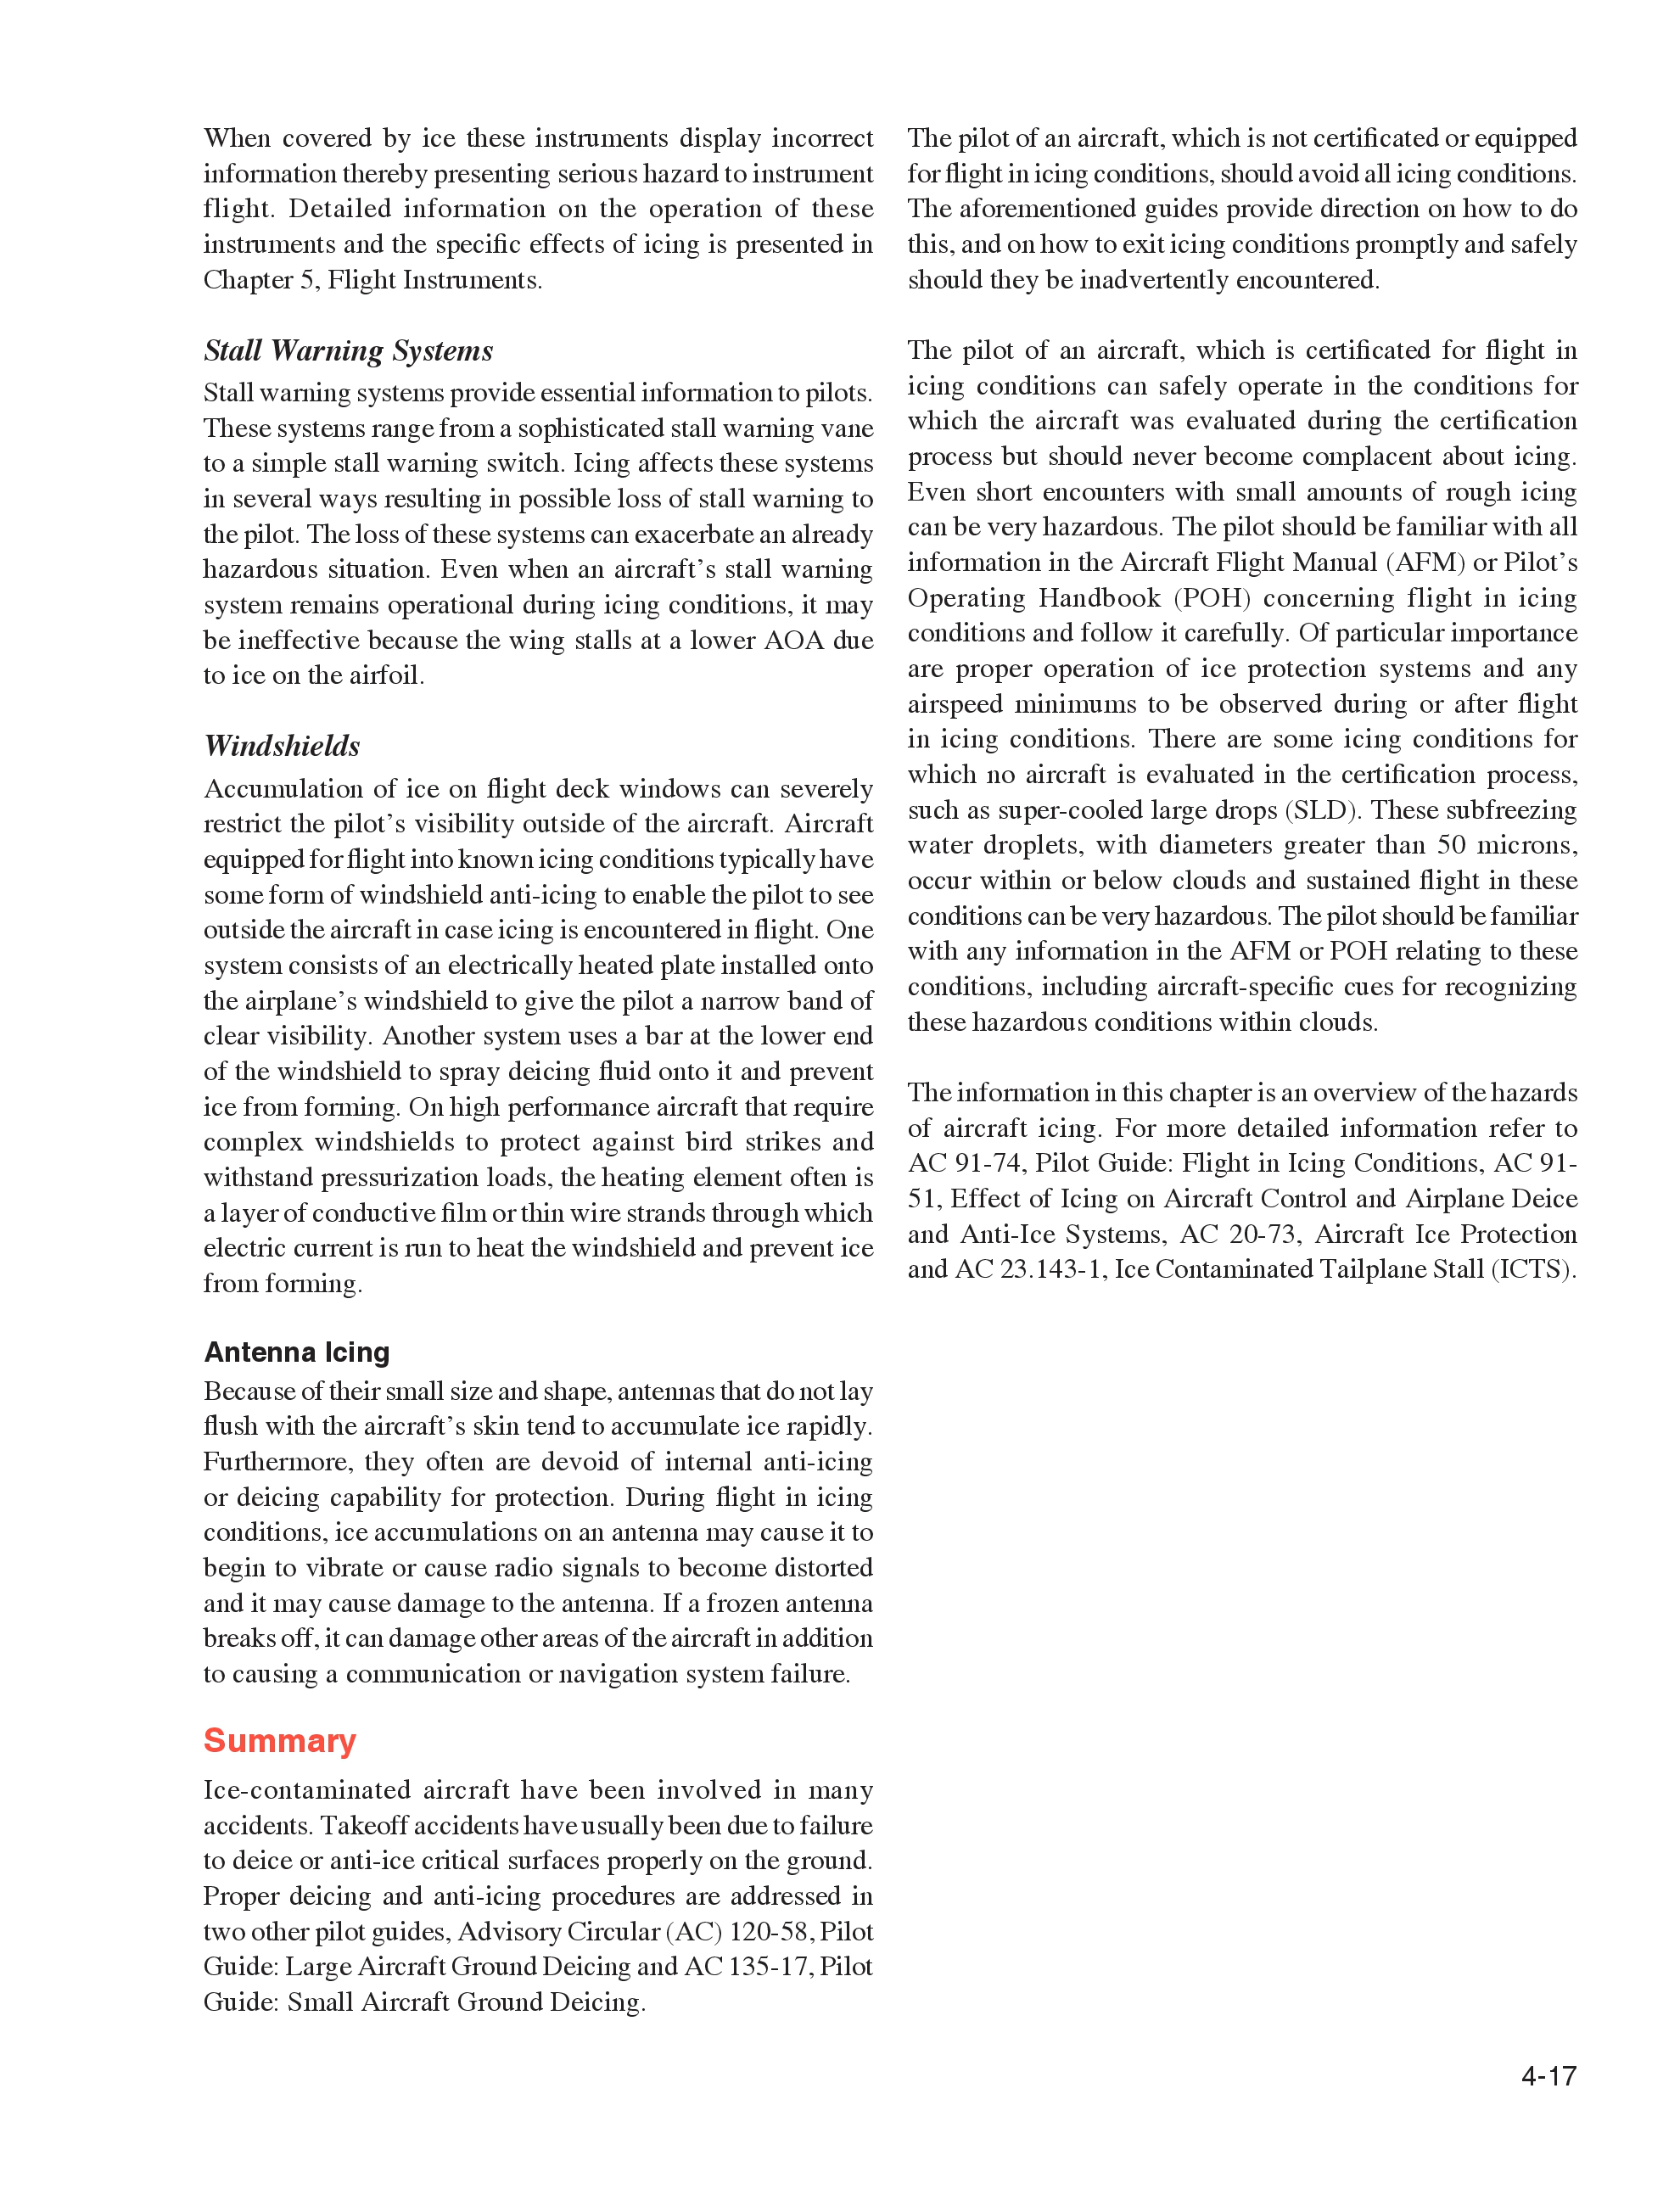 When covered by ice these instruments display incorrect
information thereby presenting serious hazard to instrument
flight. Detailed information on the operation of these
instruments and the specific effects of icing is presented in
Chapter 5, Flight Instruments.
Stall Warning Systems
Stall warning systems provide essential information to pilots.
These systems range from a sophisticated stall warning vane
to a simple stall warning switch. Icing affects these systems
in several ways resulting in possible loss of stall warning to
the pilot. The loss of these systems can exacerbate an already
hazardous situation. Even when an aircraft’s stall warning
system remains operational during icing conditions, it may
be ineffective because the wing stalls at a lower AOA due
to ice on the airfoil.
Windshields
Accumulation of ice on flight deck windows can severely
restrict the pilot’s visibility outside of the aircraft. Aircraft
equipped for flight into known icing conditions typically have
some form of windshield anti-icing to enable the pilot to see
outside the aircraft in case icing is encountered in flight. One
system consists of an electrically heated plate installed onto
the airplane’s windshield to give the pilot a narrow band of
clear visibility. Another system uses a bar at the lower end
of the windshield to spray deicing fluid onto it and prevent
ice from forming. On high performance aircraft that require
complex windshields to protect against bird strikes and
withstand pressurization loads, the heating element often is
a layer of conductive film or thin wire strands through which
electric current is run to heat the windshield and prevent ice
from forming.
Antenna Icing
Because of their small size and shape, antennas that do not lay
flush with the aircraft’s skin tend to accumulate ice rapidly.
Furthermore, they often are devoid of internal anti-icing
or deicing capability for protection. During flight in icing
conditions, ice accumulations on an antenna may cause it to
begin to vibrate or cause radio signals to become distorted
and it may cause damage to the antenna. If a frozen antenna
breaks off, it can damage other areas of the aircraft in addition
to causing a communication or navigation system failure.
Summary
Ice-contaminated aircraft have been involved in many
accidents. Takeoff accidents have usually been due to failure
to deice or anti-ice critical surfaces properly on the ground.
Proper deicing and anti-icing procedures are addressed in
two other pilot guides, Advisory Circular (AC) 120-58, Pilot
Guide: Large Aircraft Ground Deicing and AC 135-17, Pilot
Guide: Small Aircraft Ground Deicing.
The pilot of an aircraft, which is not certificated or equipped
for flight in icing conditions, should avoid all icing conditions.
The aforementioned guides provide direction on how to do
this, and on how to exit icing conditions promptly and safely
should they be inadvertently encountered.
The pilot of an aircraft, which is certificated for flight in
icing conditions can safely operate in the conditions for
which the aircraft was evaluated during the certification
process but should never become complacent about icing.
Even short encounters with small amounts of rough icing
can be very hazardous. The pilot should be familiar with all
information in the Aircraft Flight Manual (AFM) or Pilot’s
Operating Handbook (POH) concerning flight in icing
conditions and follow it carefully. Of particular importance
are proper operation of ice protection systems and any
airspeed minimums to be observed during or after flight
in icing conditions. There are some icing conditions for
which no aircraft is evaluated in the certification process,
such as super-cooled large drops (SLD). These subfreezing
water droplets, with diameters greater than 50 microns,
occur within or below clouds and sustained flight in these
conditions can be very hazardous. The pilot should be familiar
with any information in the AFM or POH relating to these
conditions, including aircraft-specific cues for recognizing
these hazardous conditions within clouds.
The information in this chapter is an overview of the hazards
of aircraft icing. For more detailed information refer to
AC 91-74, Pilot Guide: Flight in Icing Conditions, AC 91-
51, Effect of Icing on Aircraft Control and Airplane Deice
and Anti-Ice Systems, AC 20-73, Aircraft Ice Protection
and AC 23.143-1, Ice Contaminated Tailplane Stall (ICTS).
4-17